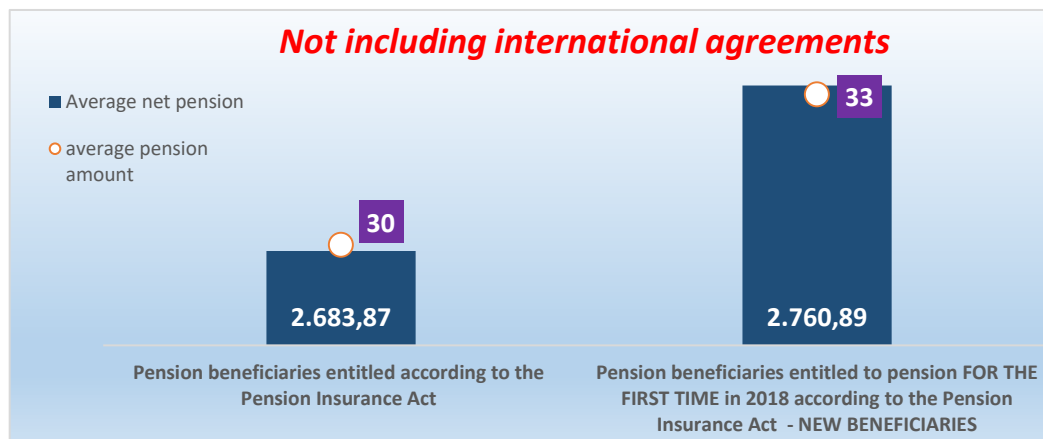 Not including international agreements
Average net pension
average pension
amount
30
33
2.683,87
2.760,89
Pension beneficiaries entitled according to the
Pension Insurance Act
Pension beneficiaries entitled to pension FOR THE
FIRST TIME in 2018 according to the Pension
Insurance Act - NEW BENEFICIARIES